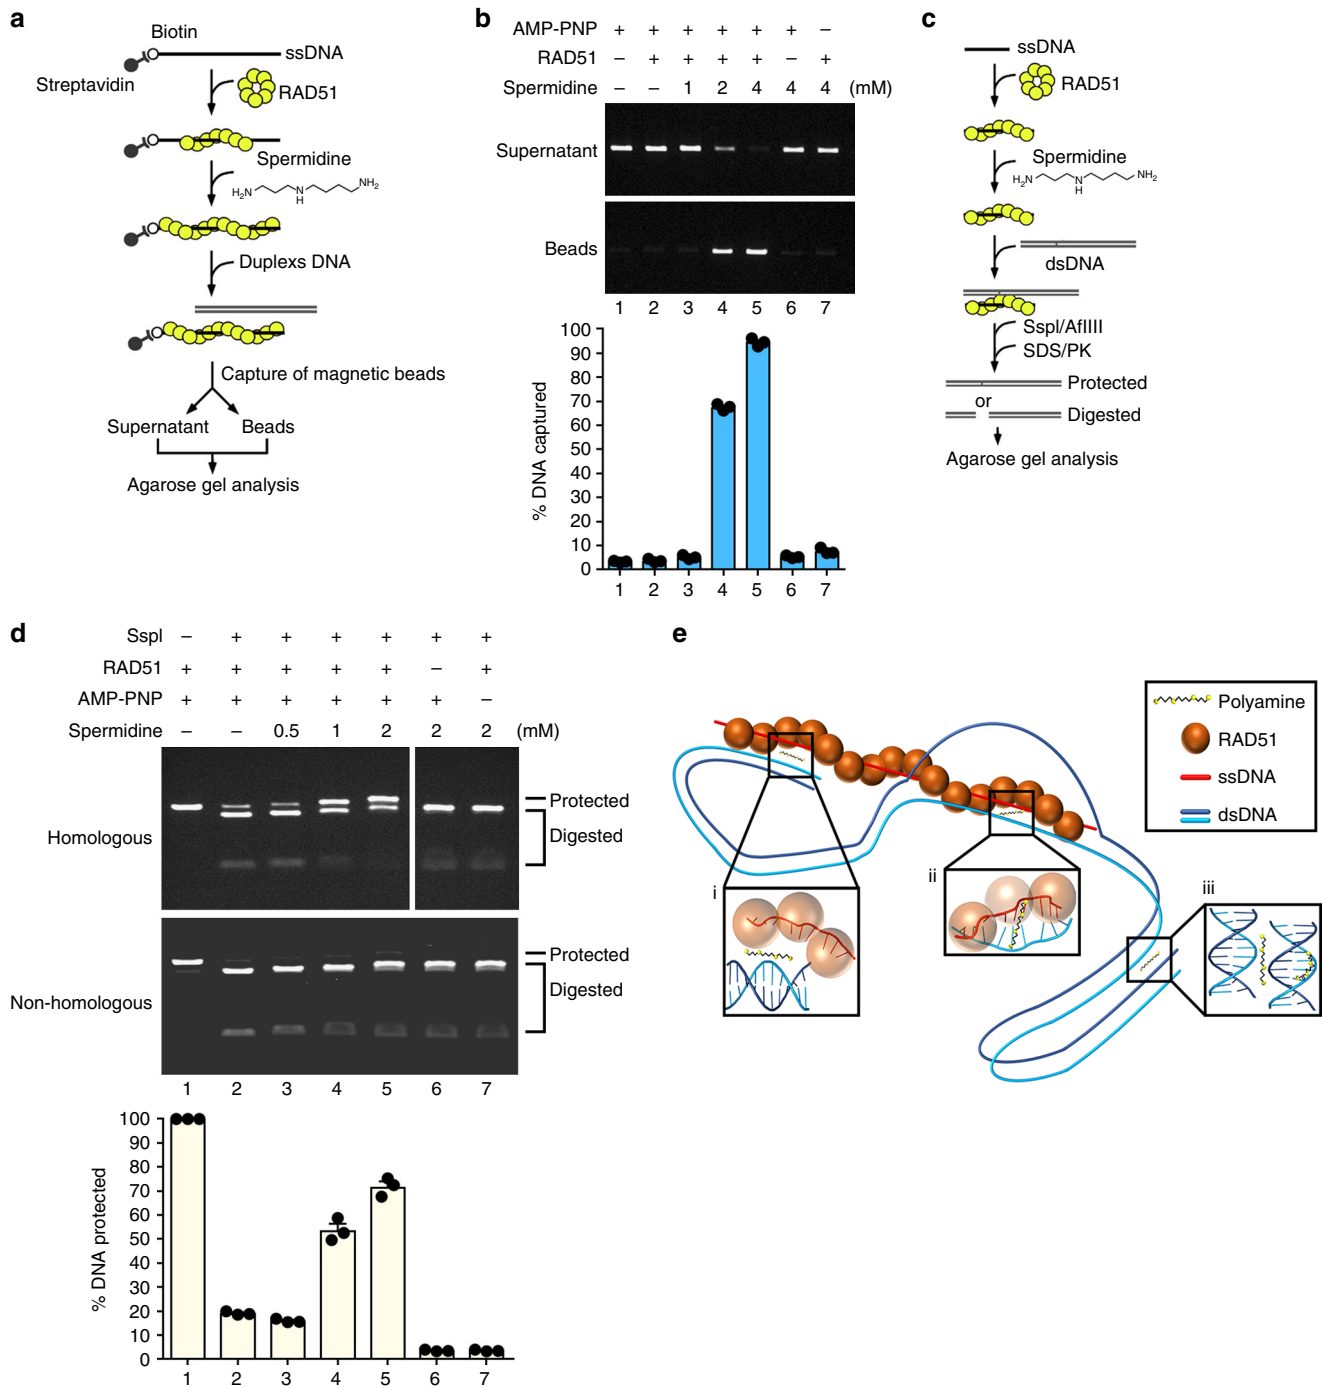 a
Biotin
ssDNA
Streptavidin
RAD51
Spermidine
H₂N
N
H
NH₂
Duplexs DNA
Capture of magnetic beads
Supernatant Beads
Agarose gel analysis
b
AMP-PNP + + + + + + –
RAD51 – + + + + – +
Spermidine – – 1 2 4 4 4 (mM)
Supernatant
Beads
1 2 3 4 5 6 7
% DNA captured
100
90
80
70
60
50
40
30
20
10
0
1 2 3 4 5 6 7
c
ssDNA
RAD51
Spermidine
H₂N
N
H
NH₂
dsDNA
SspI/AflIII
SDS/PK
Protected
or
Digested
Agarose gel analysis
d
SspI – + + + + + +
RAD51 + + + + + – +
AMP-PNP + + + + + + –
Spermidine – – 0.5 1 2 2 2 (mM)
Homologous
Protected
Digested
Non-homologous
Protected
Digested
1 2 3 4 5 6 7
% DNA protected
100
90
80
70
60
50
40
30
20
10
0
1 2 3 4 5 6 7
e
Polyamine
RAD51
ssDNA
dsDNA
i
ii
iii